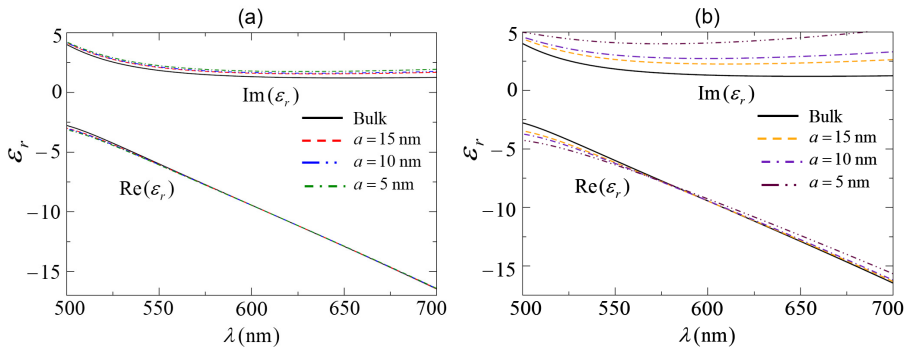 (a)
5
0
−5
−10
−15
500
550
600
650
700
ε_r
λ (nm)
Im(ε_r)
Re(ε_r)
Bulk
a = 15 nm
a = 10 nm
a = 5 nm
(b)
5
0
−5
−10
−15
500
550
600
650
700
ε_r
λ (nm)
Im(ε_r)
Re(ε_r)
Bulk
a = 15 nm
a = 10 nm
a = 5 nm